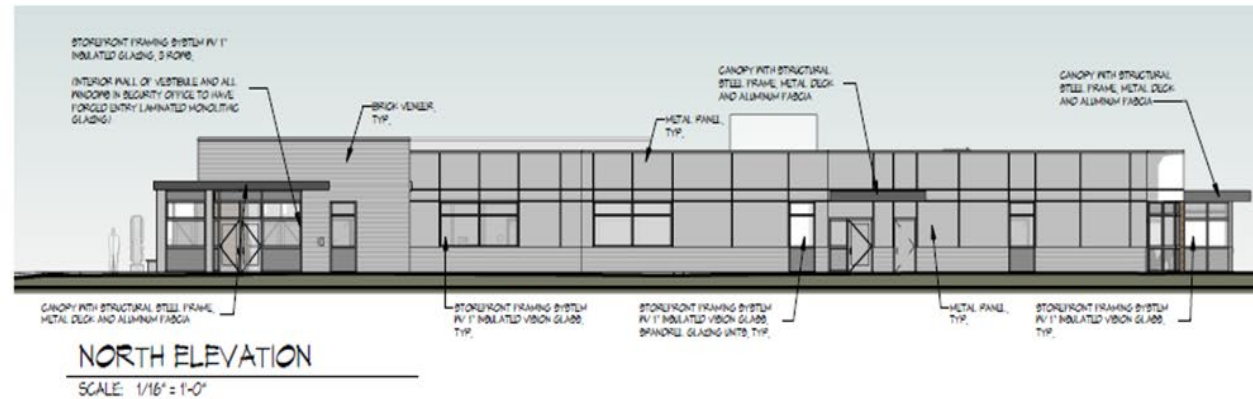 STOREFRONT FRAMING SYSTEM W/ 1"
INSULATED GLAZING, 3 ROWS,
(INTERIOR WALL OF VESTIBULE AND ALL
WINDOWS IN SECURITY OFFICE TO HAVE
FORCED ENTRY LAMINATED MONOLITHIC
GLAZING)
BRICK VENEER,
TYP.
METAL PANEL,
TYP.
CANOPY WITH STRUCTURAL
STEEL FRAME, METAL DECK
AND ALUMINUM FASCIA
CANOPY WITH STRUCTURAL
STEEL FRAME, METAL DECK
AND ALUMINUM FASCIA
CANOPY WITH STRUCTURAL STEEL FRAME,
METAL DECK AND ALUMINUM FASCIA
STOREFRONT FRAMING SYSTEM
W/ 1" INSULATED VISION GLASS,
TYP.
STOREFRONT FRAMING SYSTEM
W/ 1" INSULATED VISION GLASS,
SPANDREL GLAZING UNITS, TYP.
METAL PANEL,
TYP.
STOREFRONT FRAMING SYSTEM
W/ 1" INSULATED VISION GLASS,
TYP.
NORTH ELEVATION
SCALE: 1/16" = 1'-0"